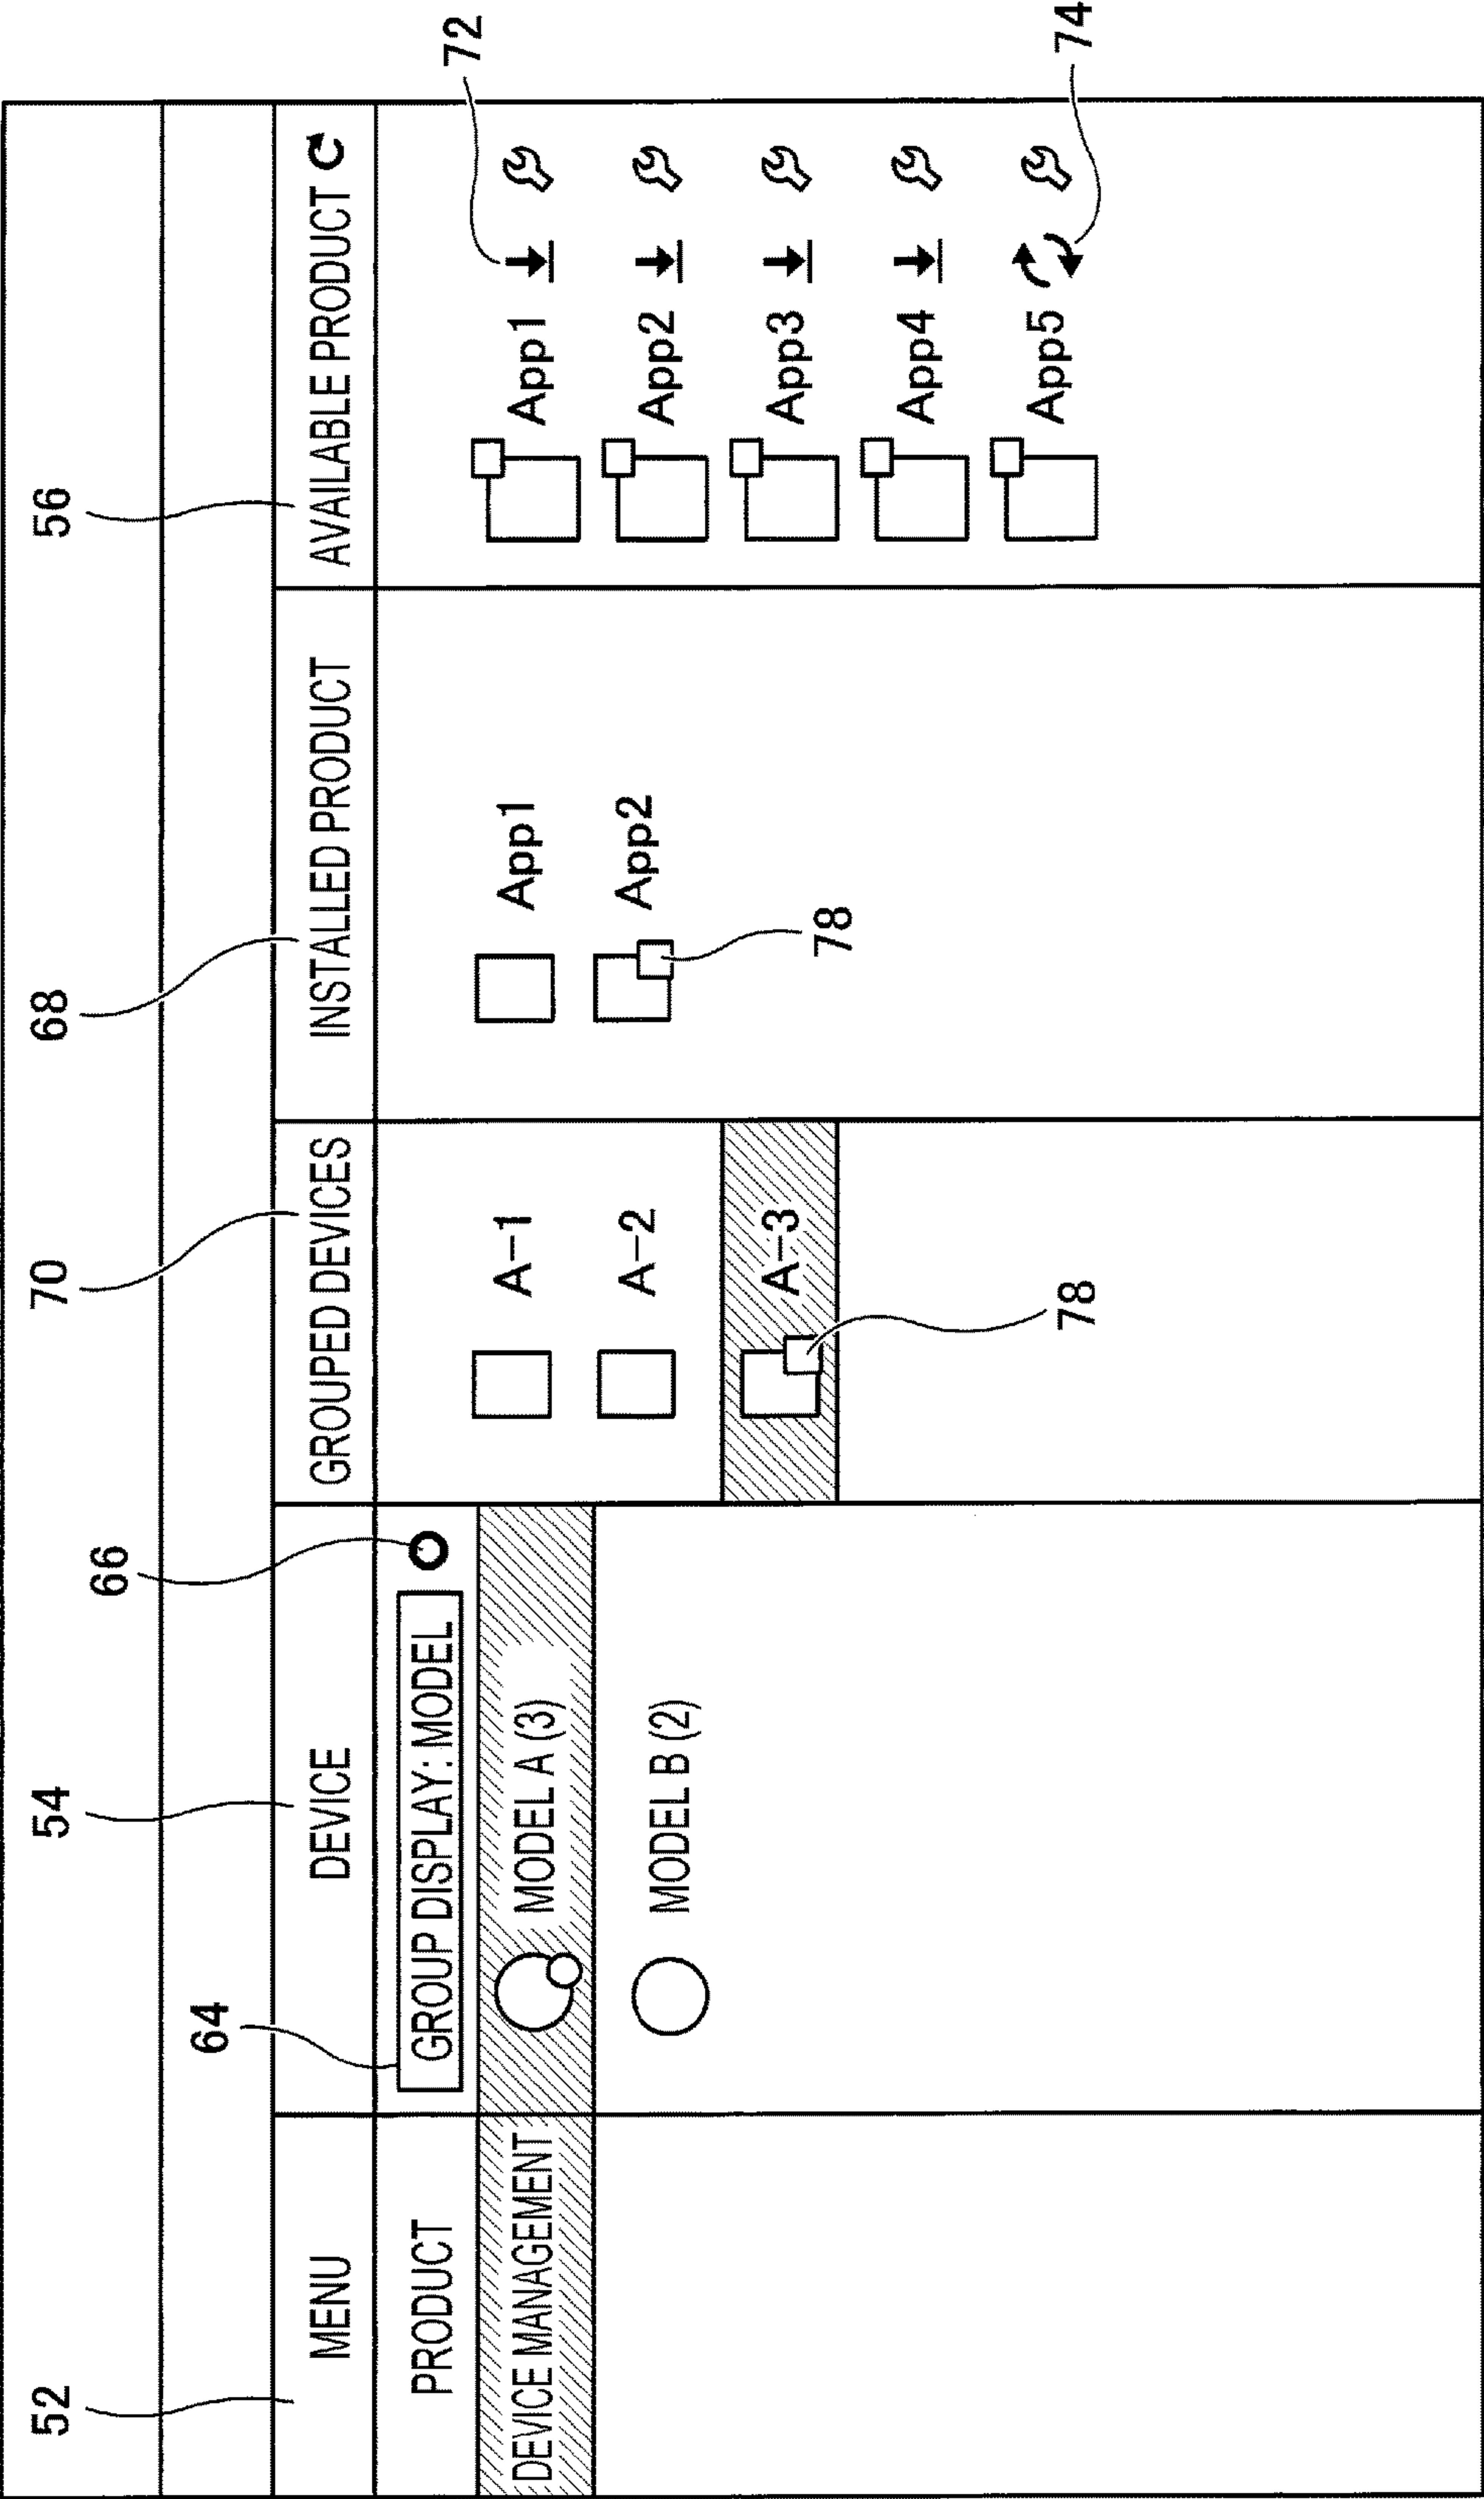 52
54
64
66
70
68
56
72
74
MENU
DEVICE
GROUPED DEVICES
INSTALLED PRODUCT
AVAILABLE PRODUCT
PRODUCT
GROUP DISPLAY: MODEL
DEVICE MANAGEMENT
MODEL A (3)
MODEL B (2)
A-1
A-2
A-3
78
App1
App2
78
App1
App2
App3
App4
App5